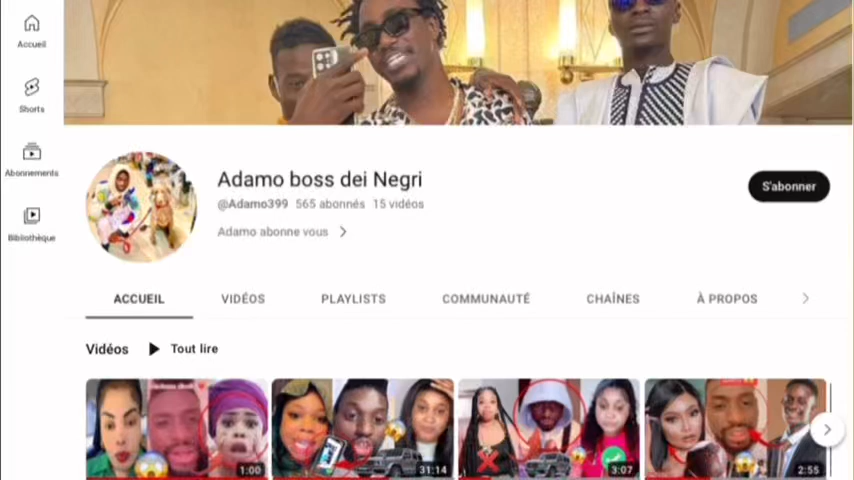 Accueil
Shorts
Abonnements
Bibliothèque
Adamo boss dei Negri
S'abonner
@Adamo399 565 abonnés 15 vidéos
Adamo abonne vous
ACCUEIL VIDÉOS PLAYLISTS COMMUNAUTÉ CHAÎNES À PROPOS
Vidéos Tout lire
1:00 31:14 3:07 2:55